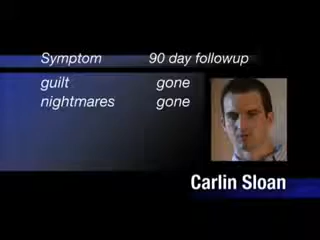 Symptom 90 day followup
guilt gone
nightmares gone
Carlin Sloan